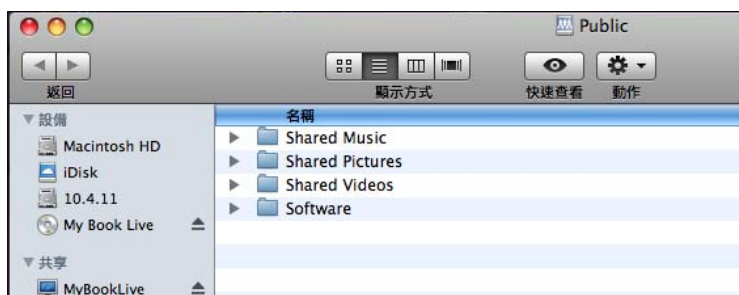 Public
返回
顯示方式
快速查看
動作
設備
Macintosh HD
iDisk
10.4.11
My Book Live
共享
MyBookLive
名稱
Shared Music
Shared Pictures
Shared Videos
Software